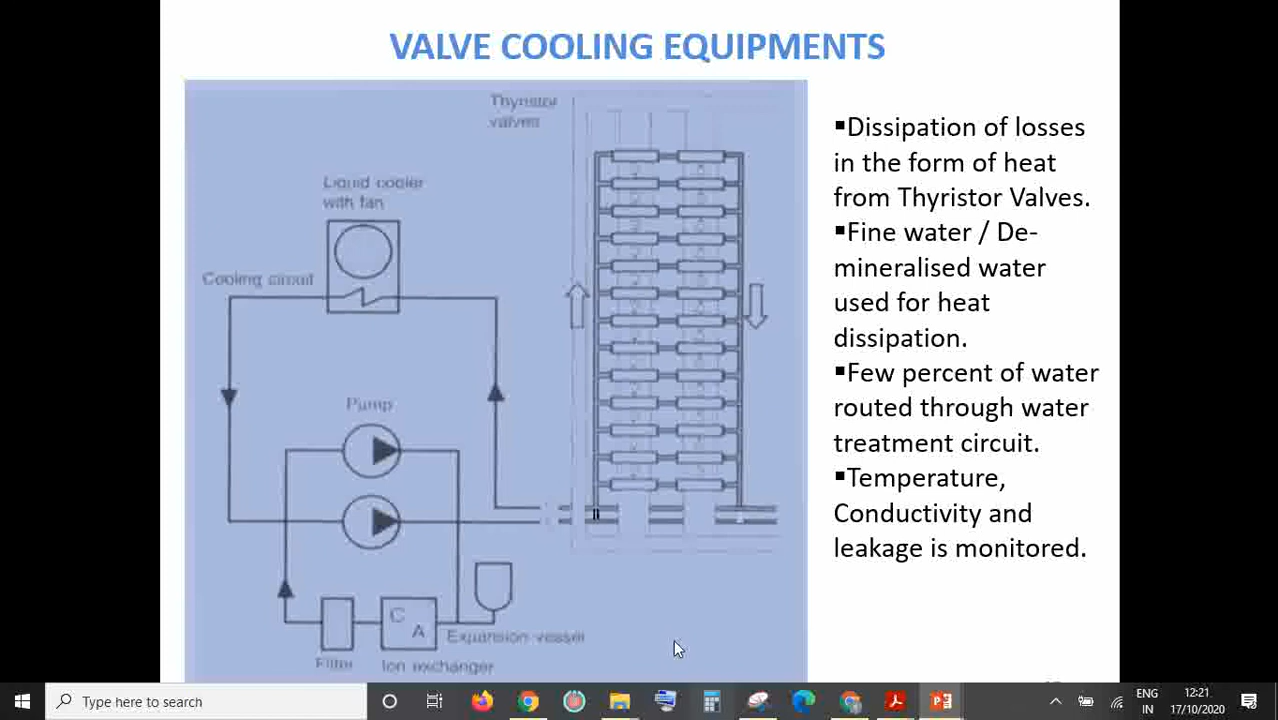 VALVE COOLING EQUIPMENTS
Thyristor
valves
Liquid cooler
with fan
Cooling circuit
Pump
C
A
Expansion vessel
Filter
Ion exchanger
▪Dissipation of losses
in the form of heat
from Thyristor Valves.
▪Fine water / De-
mineralised water
used for heat
dissipation.
▪Few percent of water
routed through water
treatment circuit.
▪Temperature,
Conductivity and
leakage is monitored.
Type here to search
ENG
IN
12:21
17/10/2020